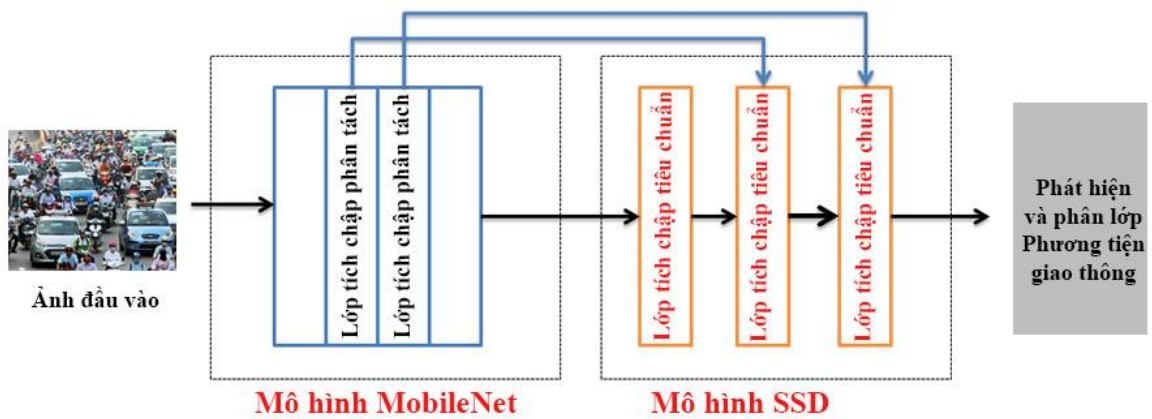 Ảnh đầu vào
Lớp tích chập phân tách
Lớp tích chập phân tách
Mô hình MobileNet
Lớp tích chập tiêu chuẩn
Lớp tích chập tiêu chuẩn
Lớp tích chập tiêu chuẩn
Mô hình SSD
Phát hiện
và phân lớp
Phương tiện
giao thông